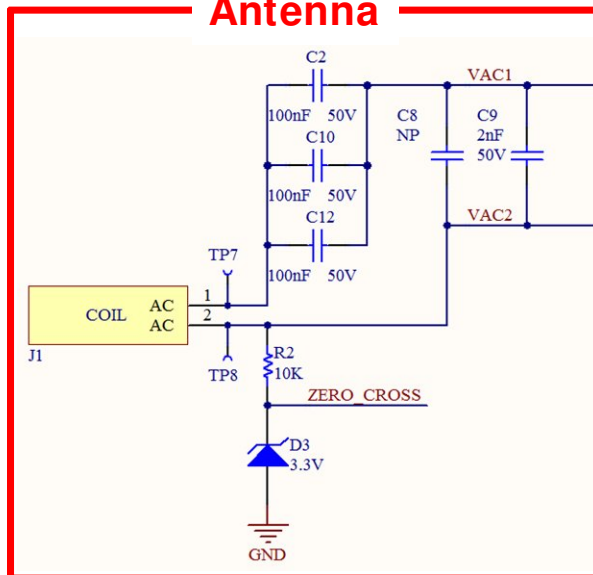 Antenna
C2
100nF 50V
C10
100nF 50V
C12
100nF 50V
VAC1
C8
NP
C9
2nF
50V
VAC2
TP7
COIL
AC 1
AC 2
J1
TP8
R2
10K
ZERO_CROSS
D3
3.3V
GND